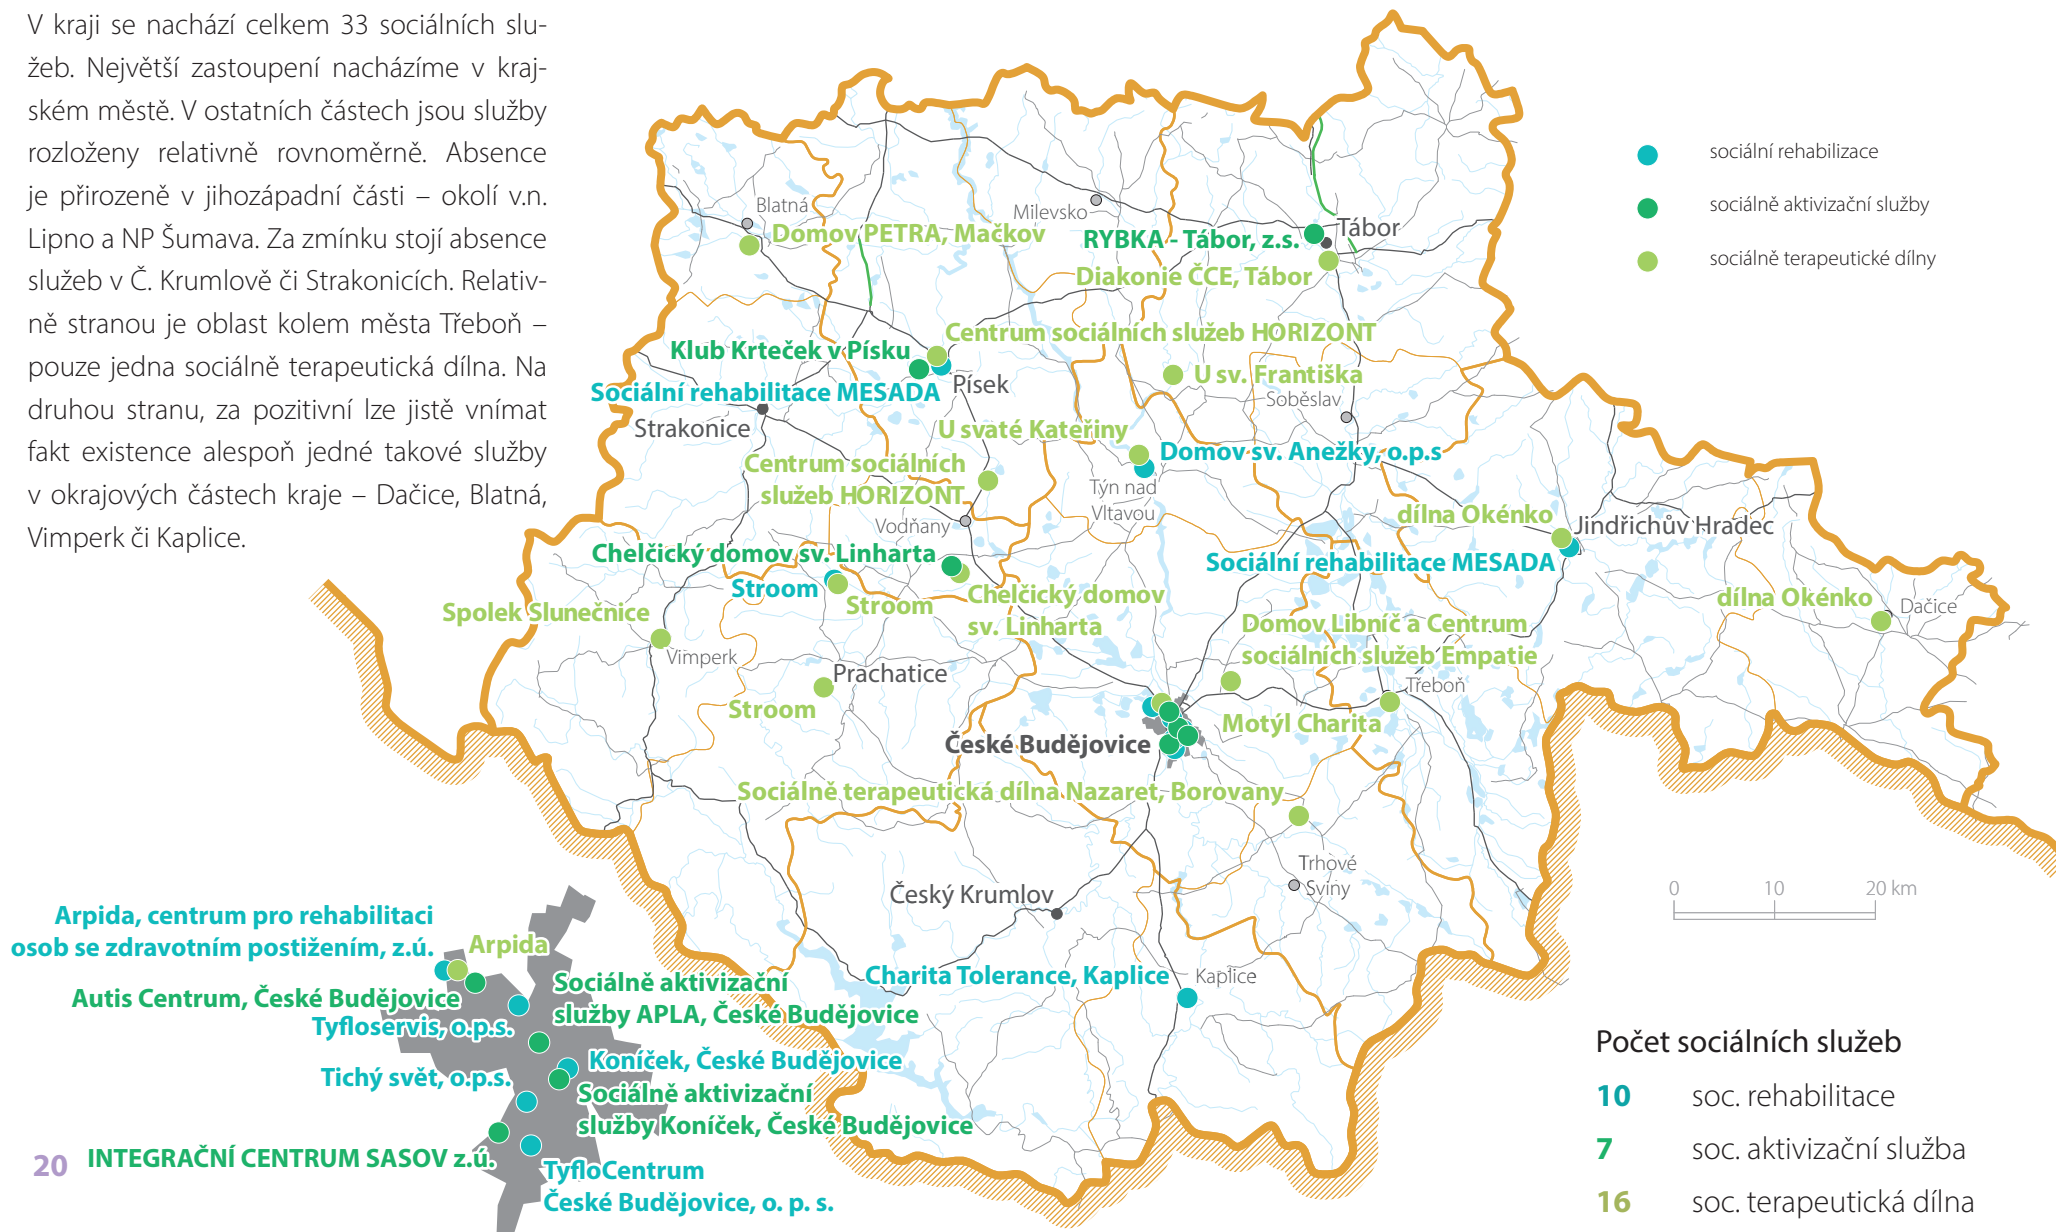 V kraji se nachází celkem 33 sociálních slu-
žeb. Největší zastoupení nacházíme v kraj-
ském městě. V ostatních částech jsou služby
rozloženy relativně rovnoměrně. Absence
je přirozeně v jihozápadní části – okolí v.n.
Lipno a NP Šumava. Za zmínku stojí absence
služeb v Č. Krumlově či Strakonicích. Relativ-
ně stranou je oblast kolem města Třeboň –
pouze jedna sociálně terapeutická dílna. Na
druhou stranu, za pozitivní lze jistě vnímat
fakt existence alespoň jedné takové služby
v okrajových částech kraje – Dačice, Blatná,
Vimperk či Kaplice.
sociální rehabilizace
sociálně aktivizační služby
sociálně terapeutické dílny
Blatná
Domov PETRA, Mačkov
Milevsko
RYBKA - Tábor, z.s.
Tábor
Diakonie ČCE, Tábor
Centrum sociálních služeb HORIZONT
Klub Krteček v Písku
Sociální rehabilitace MESADA
Písek
U sv. Františka
Soběslav
Strakonice
U svaté Kateřiny
Domov sv. Anežky, o.p.s
Centrum sociálních
služeb HORIZONT
Týn nad
Vltavou
Vodňany
dílna Okénko
Jindřichův Hradec
Sociální rehabilitace MESADA
Chelčický domov sv. Linharta
Stroom
Stroom
Chelčický domov
sv. Linharta
Spolek Slunečnice
Vimperk
dílna Okénko
Dačice
Domov Libníč a Centrum
sociálních služeb Empatie
Prachatice
Stroom
Třeboň
Motýl Charita
České Budějovice
Sociálně terapeutická dílna Nazaret, Borovany
Trhové
Sviny
Český Krumlov
0 10 20 km
Charita Tolerance, Kaplice
Kaplice
Arpida, centrum pro rehabilitaci
osob se zdravotním postižením, z.ú.
Arpida
Autis Centrum, České Budějovice
Sociálně aktivizační
služby APLA, České Budějovice
Tyfloservis, o.p.s.
Koníček, České Budějovice
Tichý svět, o.p.s.
Sociálně aktivizační
služby Koníček, České Budějovice
INTEGRAČNÍ CENTRUM SASOV z.ú.
TyfloCentrum
České Budějovice, o. p. s.
Počet sociálních služeb
10 soc. rehabilitace
7 soc. aktivizační služba
16 soc. terapeutická dílna
20